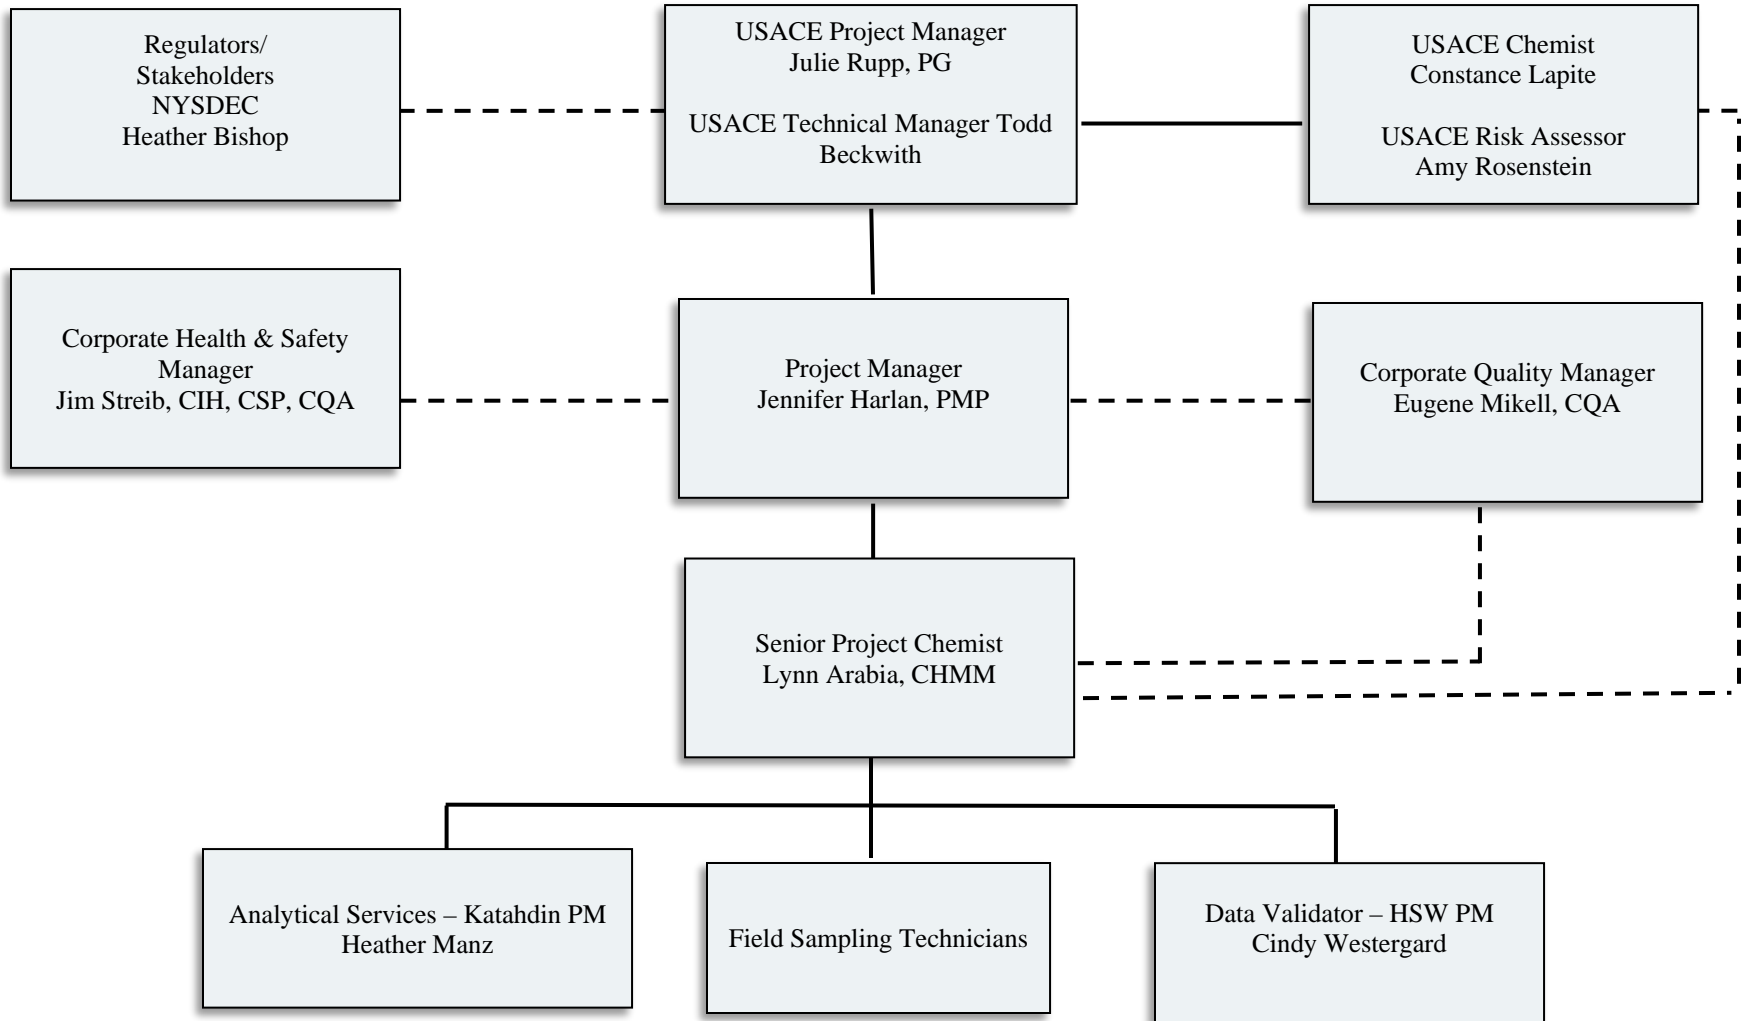 Regulators/
Stakeholders
NYSDEC
Heather Bishop
USACE Project Manager
Julie Rupp, PG
USACE Technical Manager Todd
Beckwith
USACE Chemist
Constance Lapite
USACE Risk Assessor
Amy Rosenstein
Corporate Health & Safety
Manager
Jim Streib, CIH, CSP, CQA
Project Manager
Jennifer Harlan, PMP
Corporate Quality Manager
Eugene Mikell, CQA
Senior Project Chemist
Lynn Arabia, CHMM
Analytical Services – Katahdin PM
Heather Manz
Field Sampling Technicians
Data Validator – HSW PM
Cindy Westergard